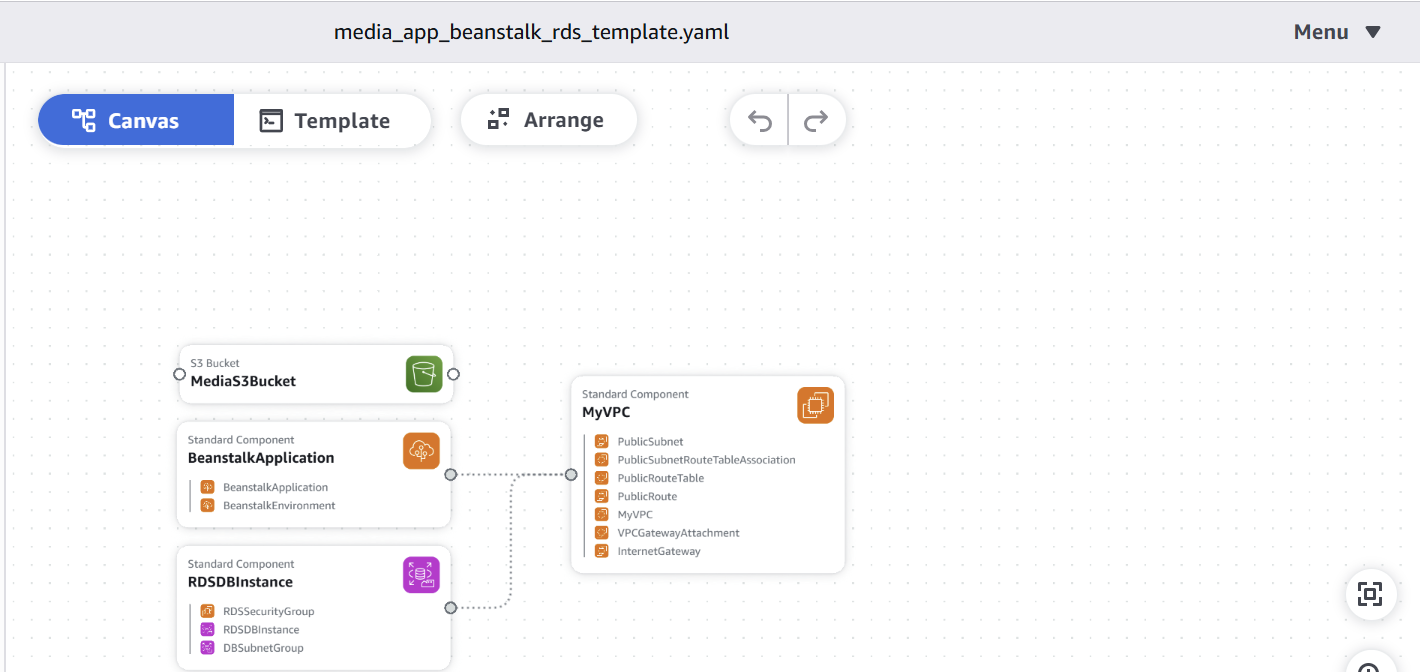 media_app_beanstalk_rds_template.yaml
Menu
Canvas
Template
Arrange
S3 Bucket
MediaS3Bucket
Standard Component
BeanstalkApplication
BeanstalkApplication
BeanstalkEnvironment
Standard Component
RDSDBInstance
RDSSecurityGroup
RDSDBInstance
DBSubnetGroup
Standard Component
MyVPC
PublicSubnet
PublicSubnetRouteTableAssociation
PublicRouteTable
PublicRoute
MyVPC
VPCGatewayAttachment
InternetGateway